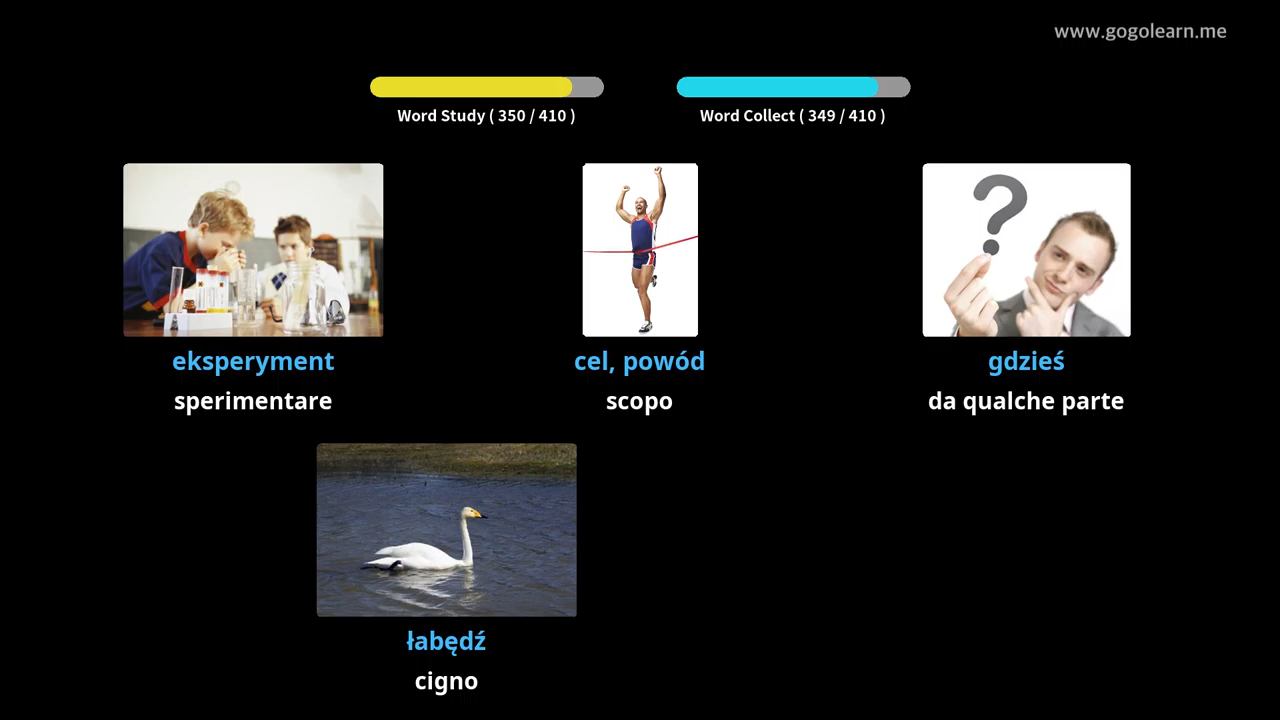 www.gogolearn.me
Word Study ( 350 / 410 )
Word Collect ( 349 / 410 )
eksperyment
sperimentare
cel, powód
scopo
gdzieś
da qualche parte
łabędź
cigno